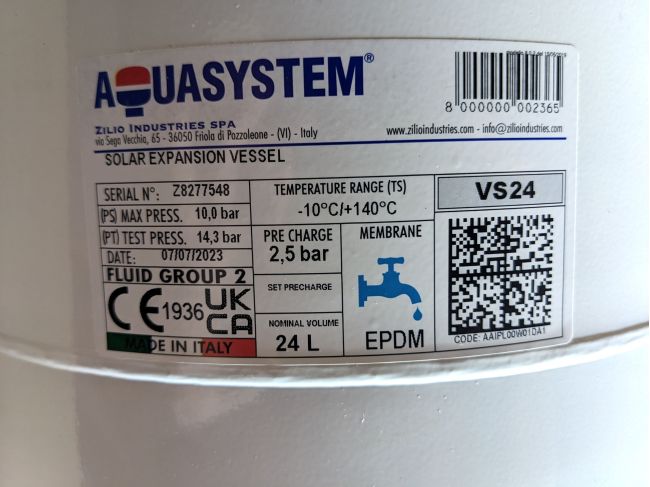 AQUASYSTEM®
ZILIO INDUSTRIES SPA
via Sega Vecchia, 65 - 36050 Friola di Pozzoleone - (VI) - Italy
8 000000 002365
www.zilioindustries.com - info@zilioindustries.com
SOLAR EXPANSION VESSEL
SERIAL N°: Z8277548
(PS) MAX PRESS. 10,0 bar
(PT) TEST PRESS. 14,3 bar
DATE: 07/07/2023
FLUID GROUP 2
CE 1936 UK CA
MADE IN ITALY
TEMPERATURE RANGE (TS)
-10°C/+140°C
PRE CHARGE
2,5 bar
SET PRECHARGE
NOMINAL VOLUME
24 L
MEMBRANE
EPDM
VS24
CODE: AAIPL00W01DA1